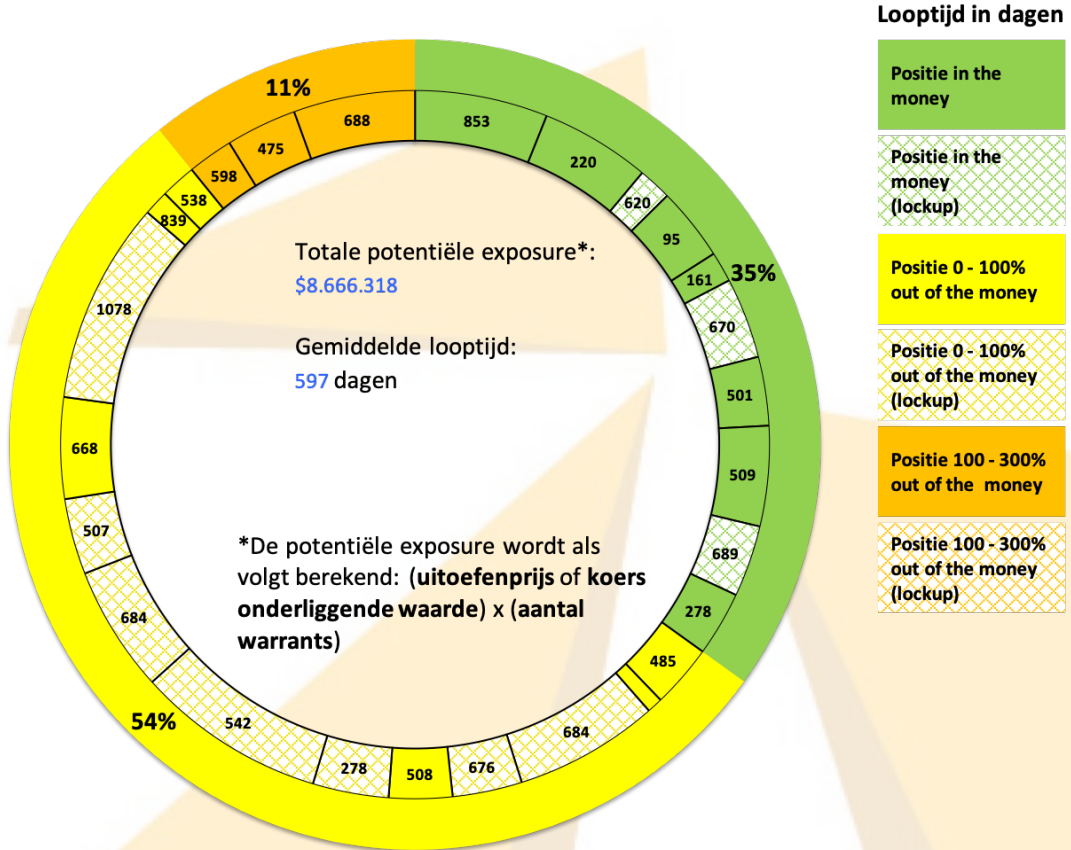 Looptijd in dagen
Positie in the
money
Positie in the
money
(lockup)
Positie 0 - 100%
out of the money
Positie 0 - 100%
out of the money
(lockup)
Positie 100 - 300%
out of the money
Positie 100 - 300%
out of the money
(lockup)
11%
35%
54%
853
220
620
95
161
670
501
509
689
278
485
684
676
508
278
542
684
507
668
1078
839
538
598
475
688
Totale potentiële exposure*:
$8.666.318
Gemiddelde looptijd:
597 dagen
*De potentiële exposure wordt als
volgt berekend: (uitoefenprijs of koers
onderliggende waarde) x (aantal
warrants)